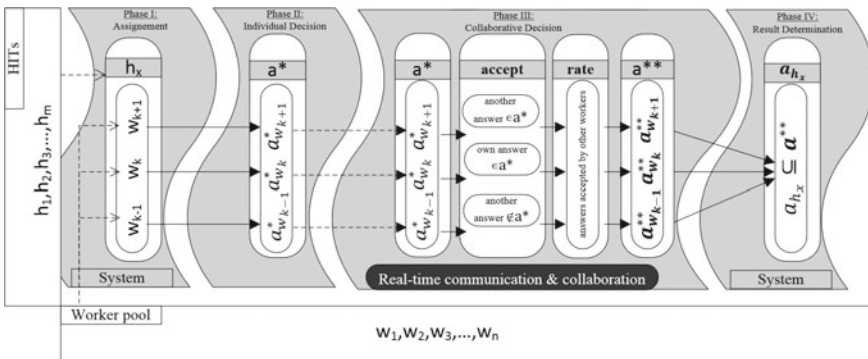 HITs
h1,h2,h3,...,hm
Phase I:
Assignement
hx
wk+1
wk
wk-1
System
Phase II:
Individual Decision
a*
a*wk+1
a*wk
a*wk−1
Phase III:
Collaborative Decision
a*
a*wk+1
a*wk
a*wk−1
accept
another
answer ∈a*
own answer
∈a*
another
answer ∉a*
rate
answers accepted by other workers
a**
a**wk+1
a**wk
a**wk−1
Real-time communication & collaboration
Phase IV:
Result Determination
ahx
ahx ⊆ a**
System
Worker pool
w1,w2,w3,...,wn